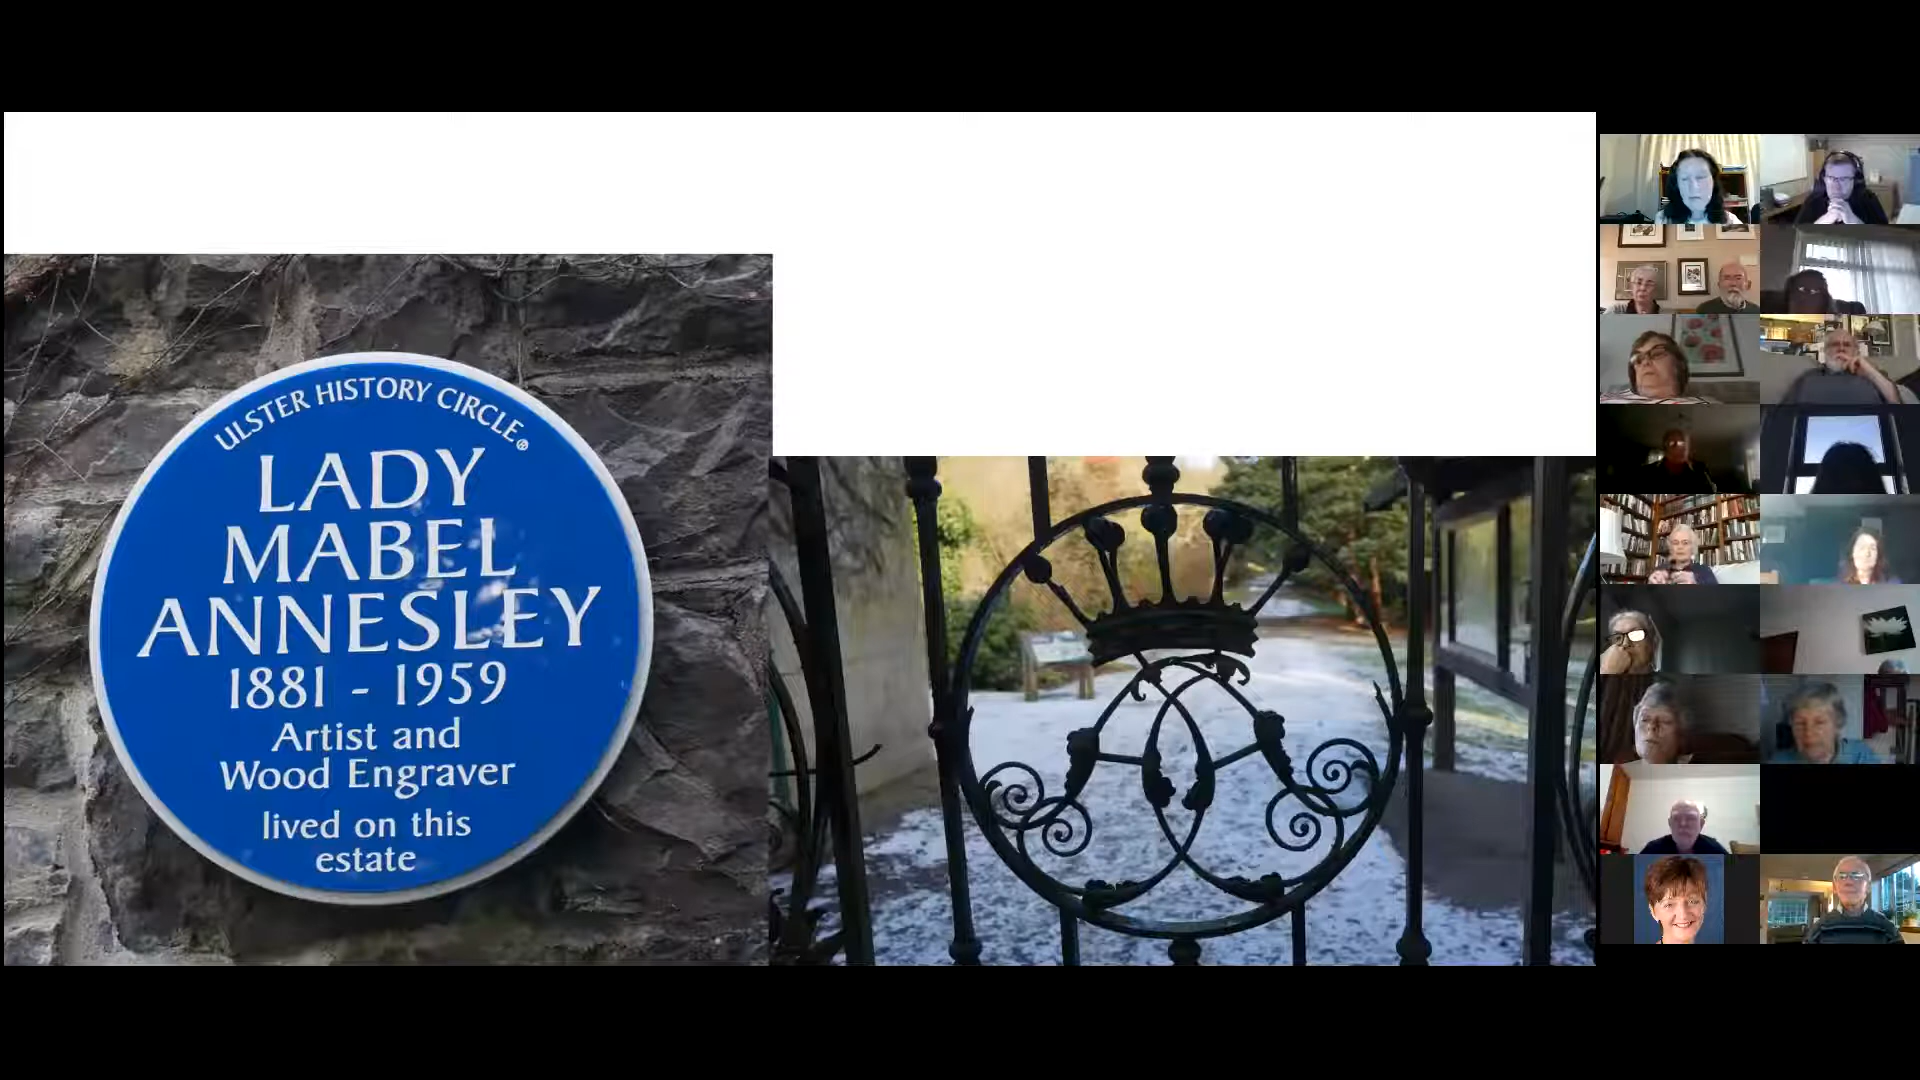 ULSTER HISTORY CIRCLE®
LADY
MABEL
ANNESLEY
1881 - 1959
Artist and
Wood Engraver
lived on this
estate